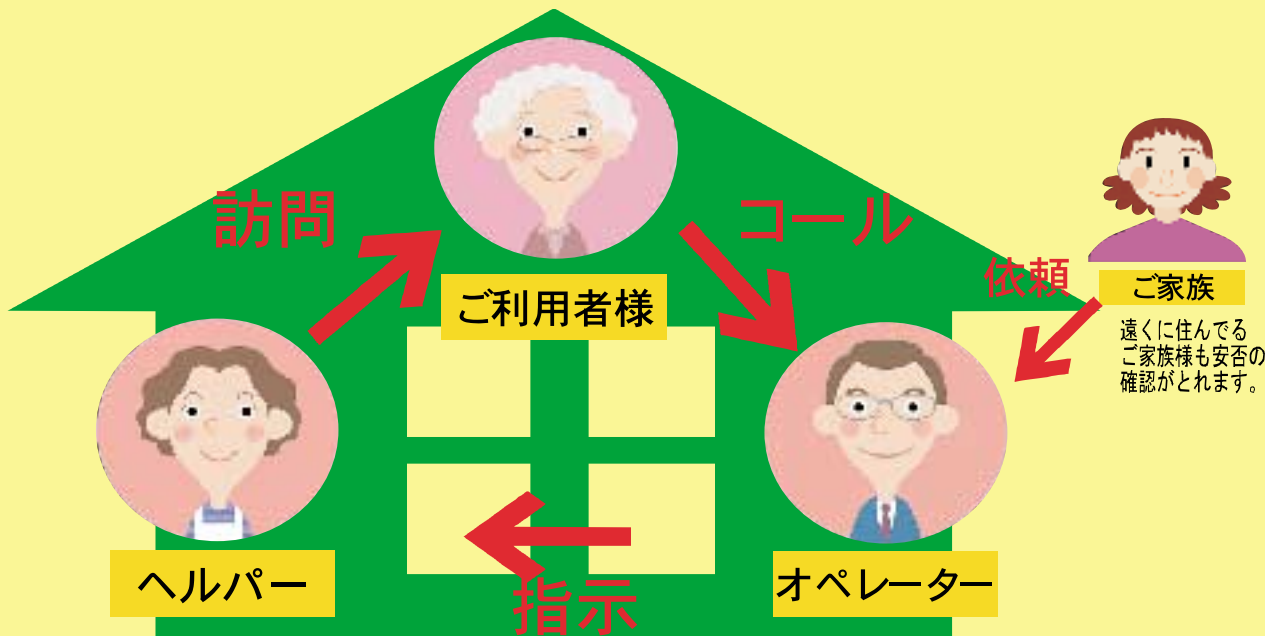 訪問
コール
ご利用者様
依頼
ご家族
遠くに住んでる
ご家族様も安否の
確認がとれます。
ヘルパー
指示
オペレーター